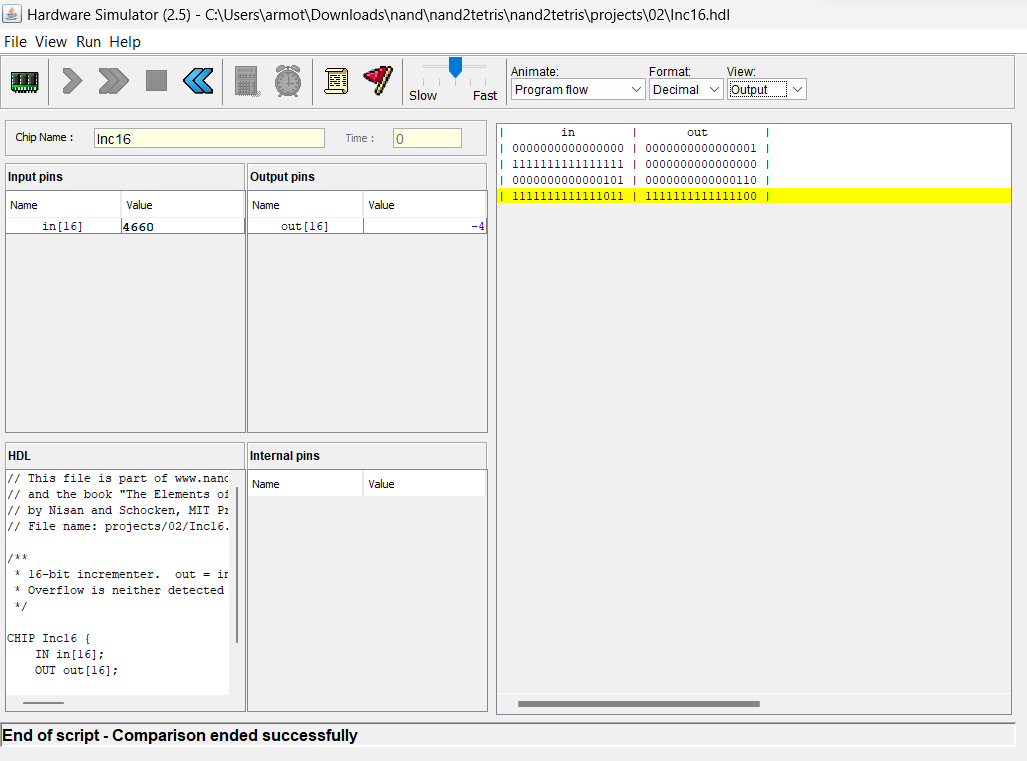 Hardware Simulator (2.5) - C:\Users\armot\Downloads\nand\nand2tetris\nand2tetris\projects\02\Inc16.hdl
File View Run Help
Slow Fast
Animate: Format: View:
Program flow Decimal Output
Chip Name : Inc16 Time : 0
Input pins
Name Value
in[16] 4660
Output pins
Name Value
out[16] -4
HDL
// This file is part of www.nand
// and the book "The Elements of
// by Nisan and Schocken, MIT Pr
// File name: projects/02/Inc16.
/**
* 16-bit incrementer. out = in
* Overflow is neither detected
*/
CHIP Inc16 {
IN in[16];
OUT out[16];
Internal pins
Name Value
| in | out |
| 0000000000000000 | 0000000000000001 |
| 1111111111111111 | 0000000000000000 |
| 0000000000000101 | 0000000000000110 |
| 1111111111111011 | 1111111111111100 |
End of script - Comparison ended successfully